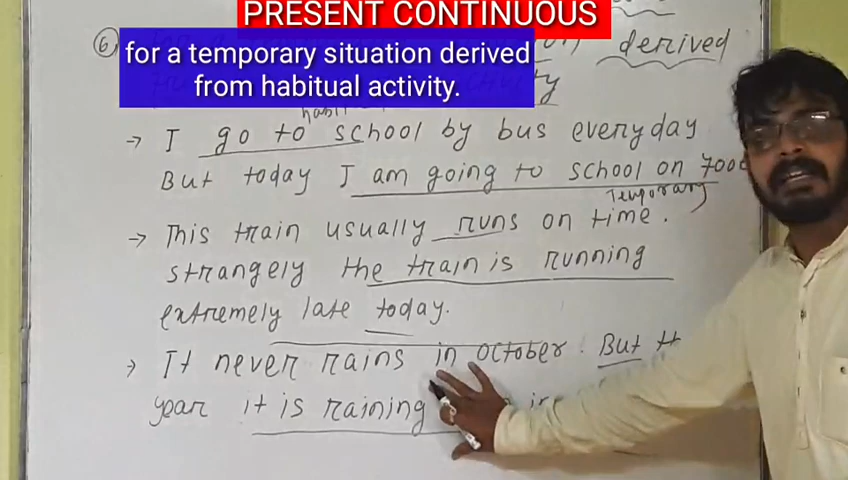 PRESENT CONTINUOUS
for a temporary situation derived
from habitual activity.
⑥ derived
→ I go to school by bus everyday
But today I am going to school on foot
Temporary
→ This train usually runs on time.
strangely the train is running
extremely late today.
→ It never rains in october. But
year it is raining